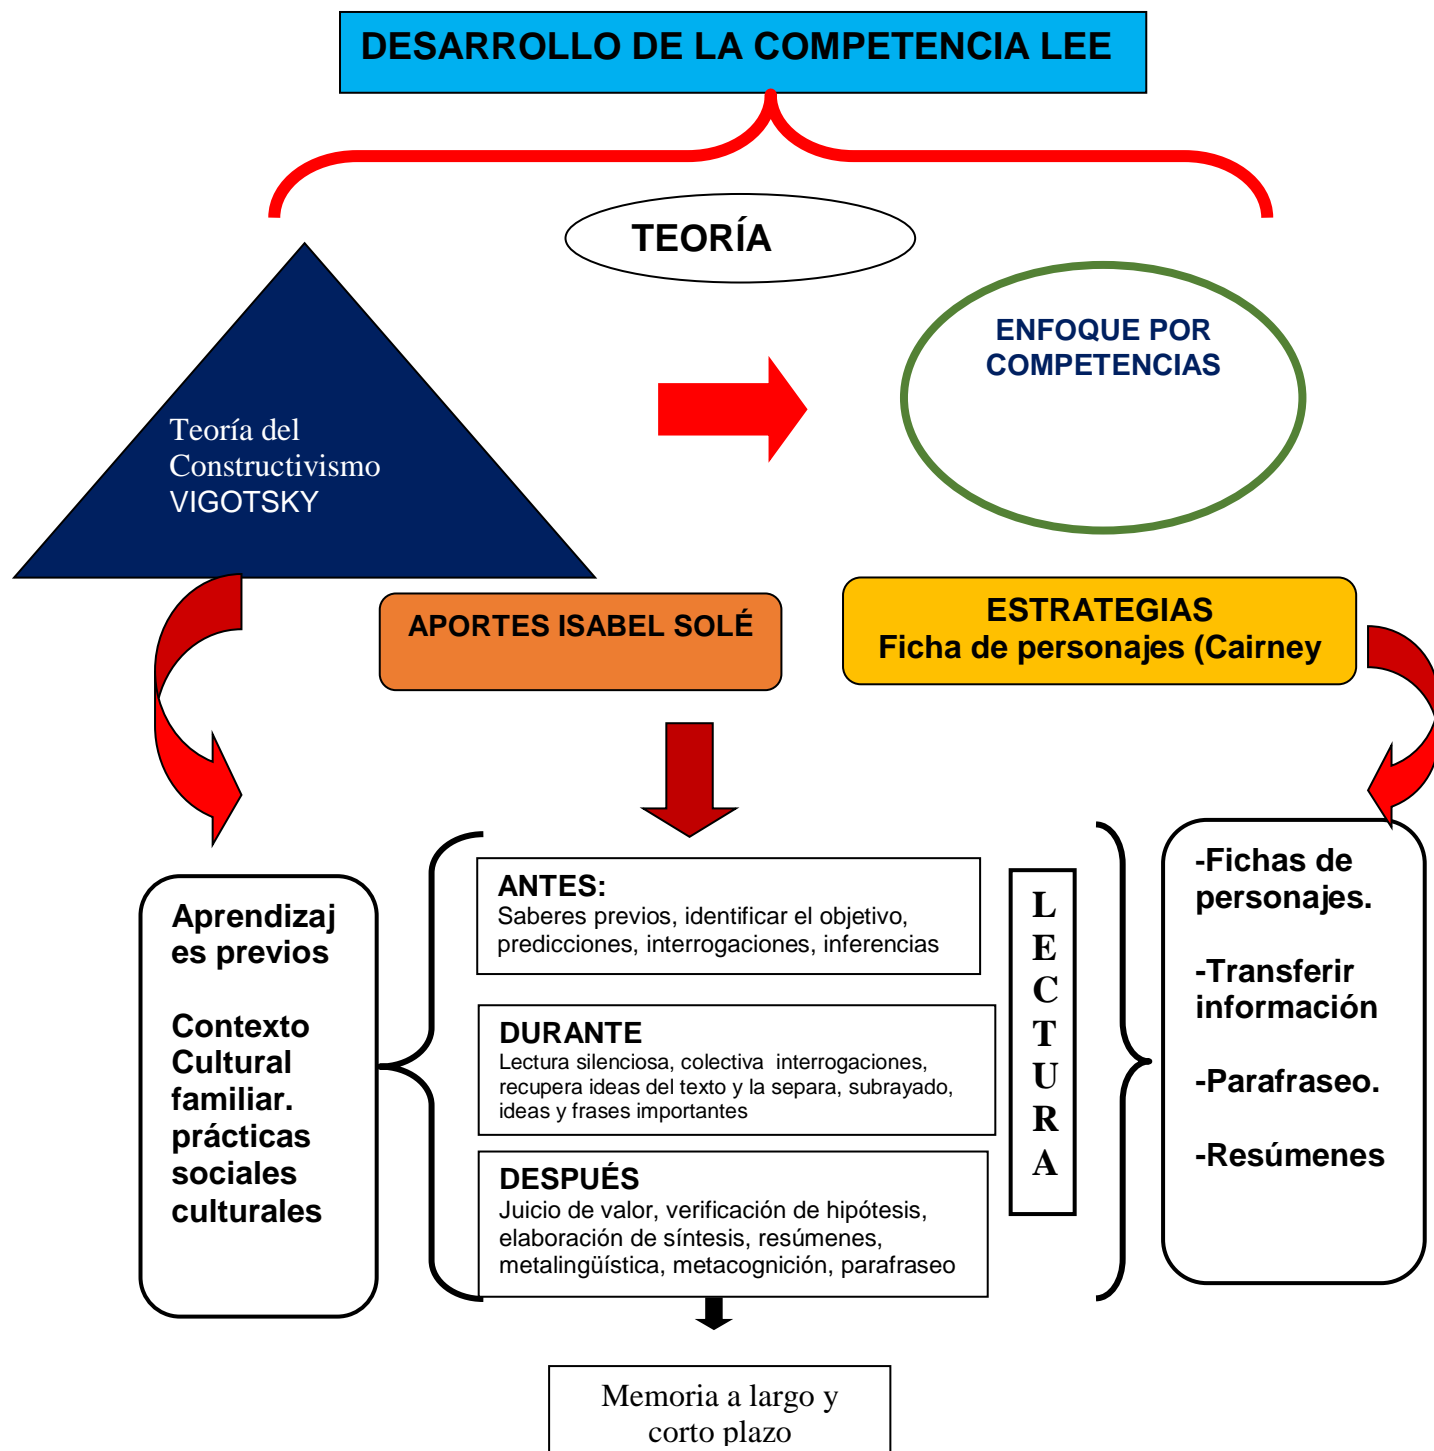 DESARROLLO DE LA COMPETENCIA LEE
TEORÍA
Teoría del
Constructivismo
VIGOTSKY
ENFOQUE POR
COMPETENCIAS
APORTES ISABEL SOLÉ
ESTRATEGIAS
Ficha de personajes (Cairney
Aprendizaj
es previos
Contexto
Cultural
familiar.
prácticas
sociales
culturales
ANTES:
Saberes previos, identificar el objetivo,
predicciones, interrogaciones, inferencias
DURANTE
Lectura silenciosa, colectiva  interrogaciones,
recupera ideas del texto y la separa, subrayado,
ideas y frases importantes
DESPUÉS
Juicio de valor, verificación de hipótesis,
elaboración de síntesis, resúmenes,
metalingüística, metacognición, parafraseo
L
E
C
T
U
R
A
-Fichas de
personajes.
-Transferir
información
-Parafraseo.
-Resúmenes
Memoria a largo y
corto plazo